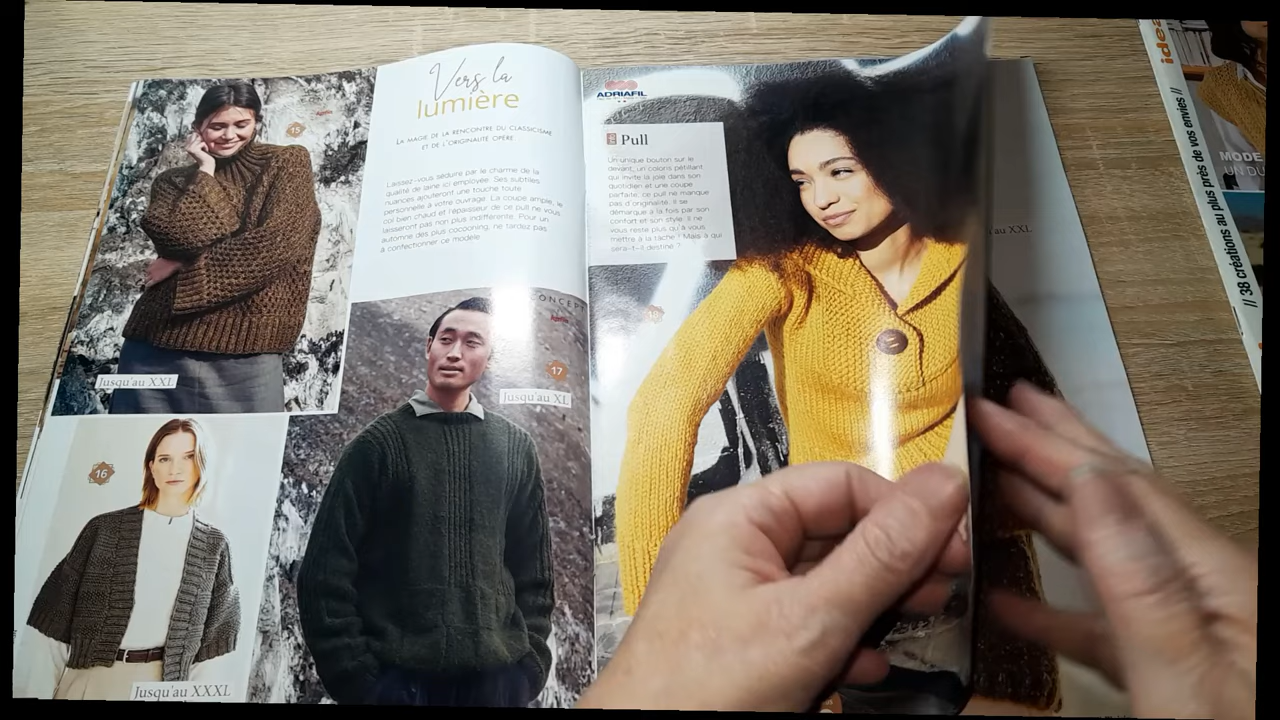 15
Jusqu'au XXL
16
Jusqu'au XXXL
Vers la
lumière
LA MAGIE DE LA RENCONTRE DU CLASSICISME
ET DE L'ORIGINALITÉ OPÈRE
Laissez-vous séduire par le charme de la
qualité de laine ici employée. Ses subtiles
nuances ajouteront une touche toute
personnelle à votre ouvrage. La coupe ample, le
col bien chaud et l'épaisseur de ce pull ne vous
laisseront pas non plus indifférente. Pour un
automne des plus cocooning, ne tardez pas
à confectionner ce modèle.
CONCEPT
17
Jusqu'au XL
ADRIAFIL
Pull
Un unique bouton sur le
devant, un coloris pétillant
qui invite la joie dans son
quotidien et une coupe
parfaite, ce pull ne manque
pas d'originalité. Il se
démarque à la fois par son
confort et son style. Il ne
vous reste plus qu'à vous
mettre à la tâche ! Mais à qui
sera-t-il destiné ?
18
au XL
idea
// 38 créations au plus près de vos envies //
MODE
UN DU